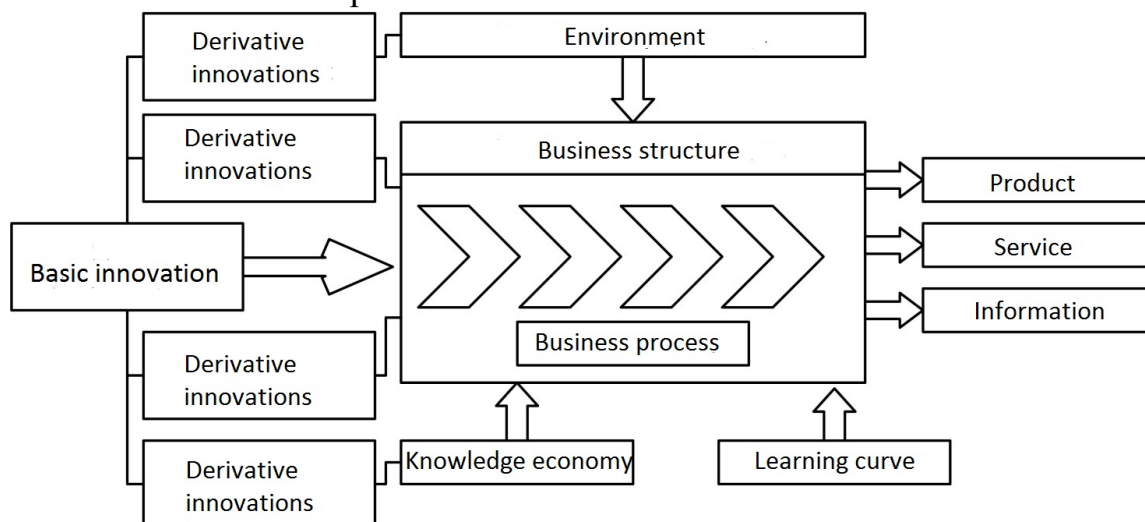 Derivative
innovations
Environment
Derivative
innovations
Business structure
Product
Basic innovation
Service
Information
Business process
Derivative
innovations
Knowledge economy
Learning curve
Derivative
innovations